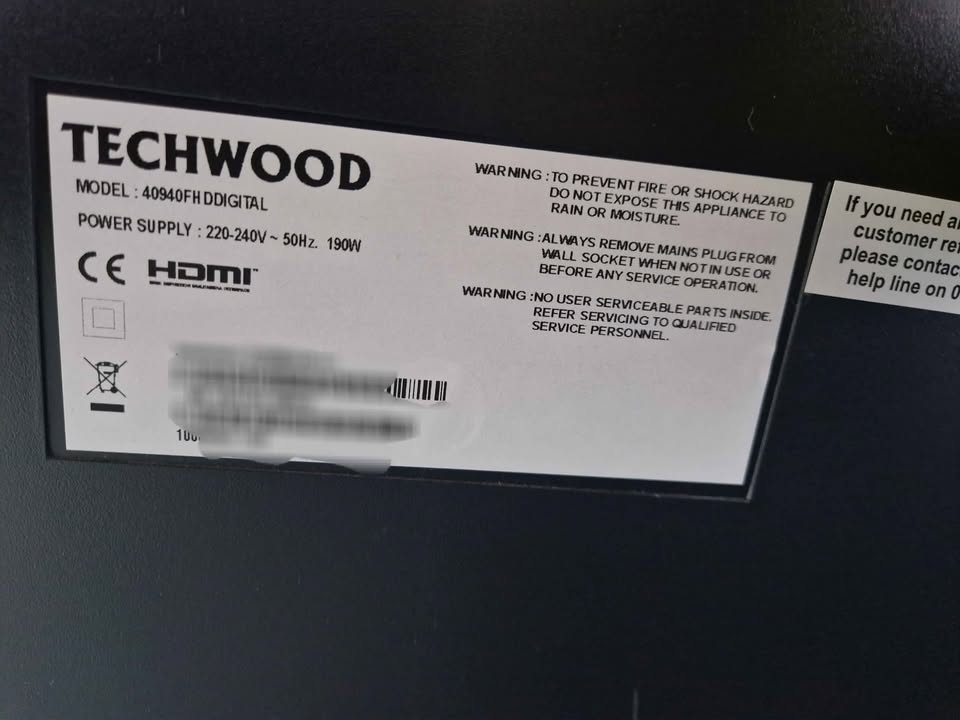 TECHWOOD
MODEL : 40940FH DDIGITAL
POWER SUPPLY : 220-240V ~ 50Hz. 190W
CE HDMI™
WARNING :TO PREVENT FIRE OR SHOCK HAZARD
DO NOT EXPOSE THIS APPLIANCE TO
RAIN OR MOISTURE.
WARNING :ALWAYS REMOVE MAINS PLUG FROM
WALL SOCKET WHEN NOT IN USE OR
BEFORE ANY SERVICE OPERATION.
WARNING :NO USER SERVICEABLE PARTS INSIDE.
REFER SERVICING TO QUALIFIED
SERVICE PERSONNEL.
If you need
customer
please
help line on 0